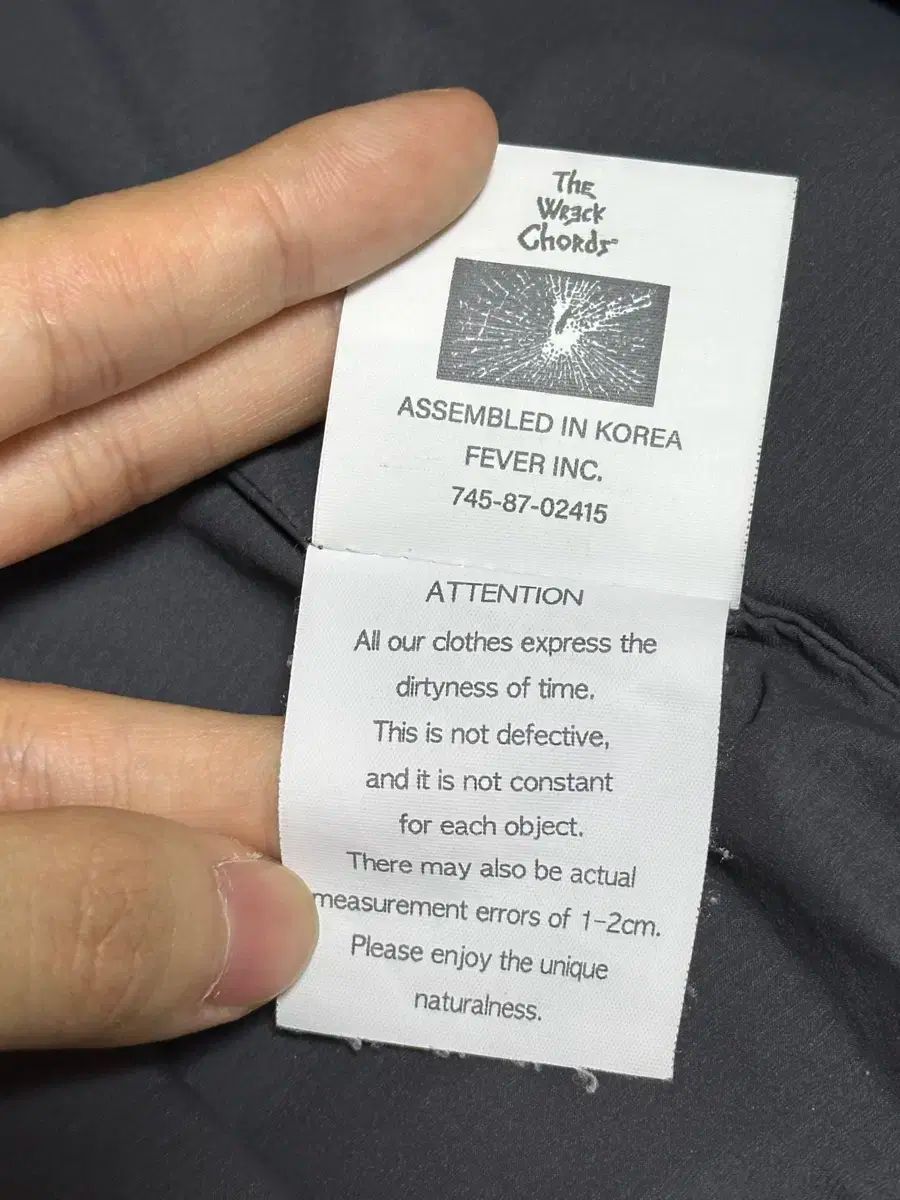 The
Wreck
Chords
ASSEMBLED IN KOREA
FEVER INC.
745-87-02415
ATTENTION
All our clothes express the
dirtyness of time.
This is not defective,
and it is not constant
for each object.
There may also be actual
measurement errors of 1-2cm.
Please enjoy the unique
naturalness.